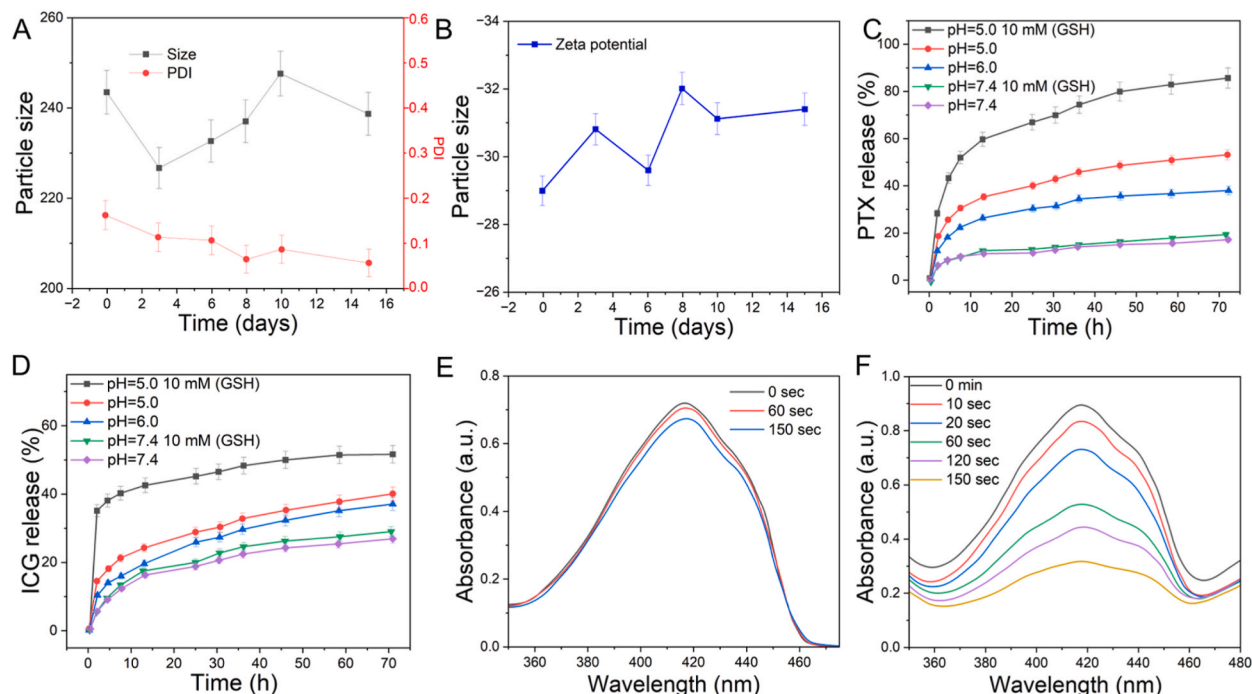 A
260
240
220
200
Particle size
Size
PDI
0.6
0.5
0.4
0.3
0.2
0.1
0.0
PDI
−2 0 2 4 6 8 10 12 14 16
Time (days)
B
−34
−32
−30
−28
−26
Particle size
Zeta potential
−2 0 2 4 6 8 10 12 14 16
Time (days)
C
100
80
60
40
20
0
PTX release (%)
pH=5.0 10 mM (GSH)
pH=5.0
pH=6.0
pH=7.4 10 mM (GSH)
pH=7.4
0 10 20 30 40 50 60 70
Time (h)
D
60
40
20
0
ICG release (%)
pH=5.0 10 mM (GSH)
pH=5.0
pH=6.0
pH=7.4 10 mM (GSH)
pH=7.4
0 10 20 30 40 50 60 70
Time (h)
E
0.8
0.6
0.4
0.2
0.0
Absorbance (a.u.)
0 sec
60 sec
150 sec
360 380 400 420 440 460
Wavelength (nm)
F
1.0
0.8
0.6
0.4
0.2
0.0
Absorbance (a.u.)
0 min
10 sec
20 sec
60 sec
120 sec
150 sec
360 380 400 420 440 460 480
Wavelength (nm)